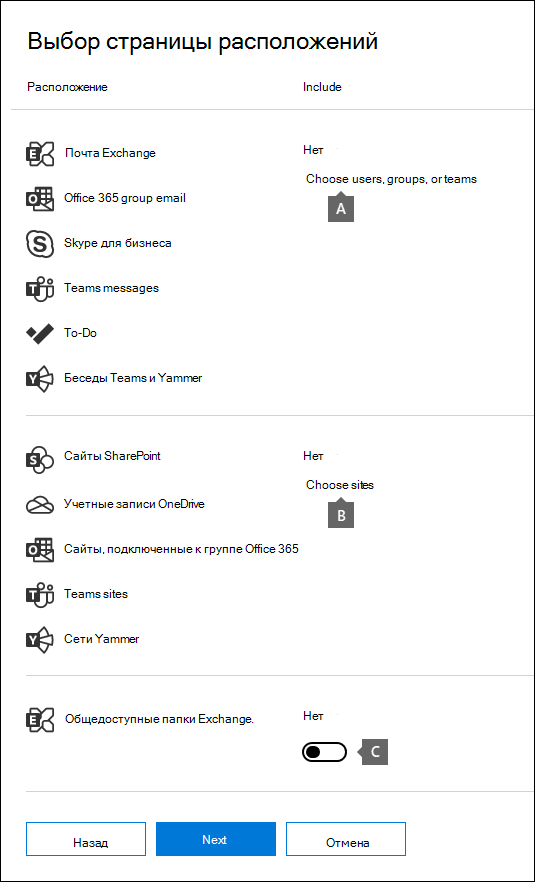 Выбор страницы расположений
Расположение Include
Почта Exchange Нет
Choose users, groups, or teams
Office 365 group email
A
Skype для бизнеса
Teams messages
To-Do
Беседы Teams и Yammer
Сайты SharePoint Нет
Choose sites
Учетные записи OneDrive
B
Сайты, подключенные к группе Office 365
Teams sites
Сети Yammer
Общедоступные папки Exchange. Нет
C
Назад Next Отмена